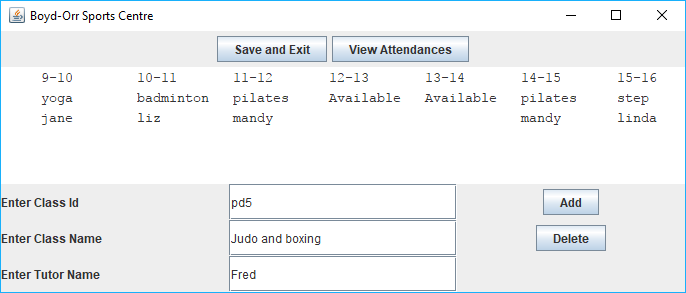 Boyd-Orr Sports Centre
Save and Exit View Attendances
9-10 10-11 11-12 12-13 13-14 14-15 15-16
yoga badminton pilates Available Available pilates step
jane liz mandy mandy linda
Enter Class Id pd5 Add
Enter Class Name Judo and boxing Delete
Enter Tutor Name Fred